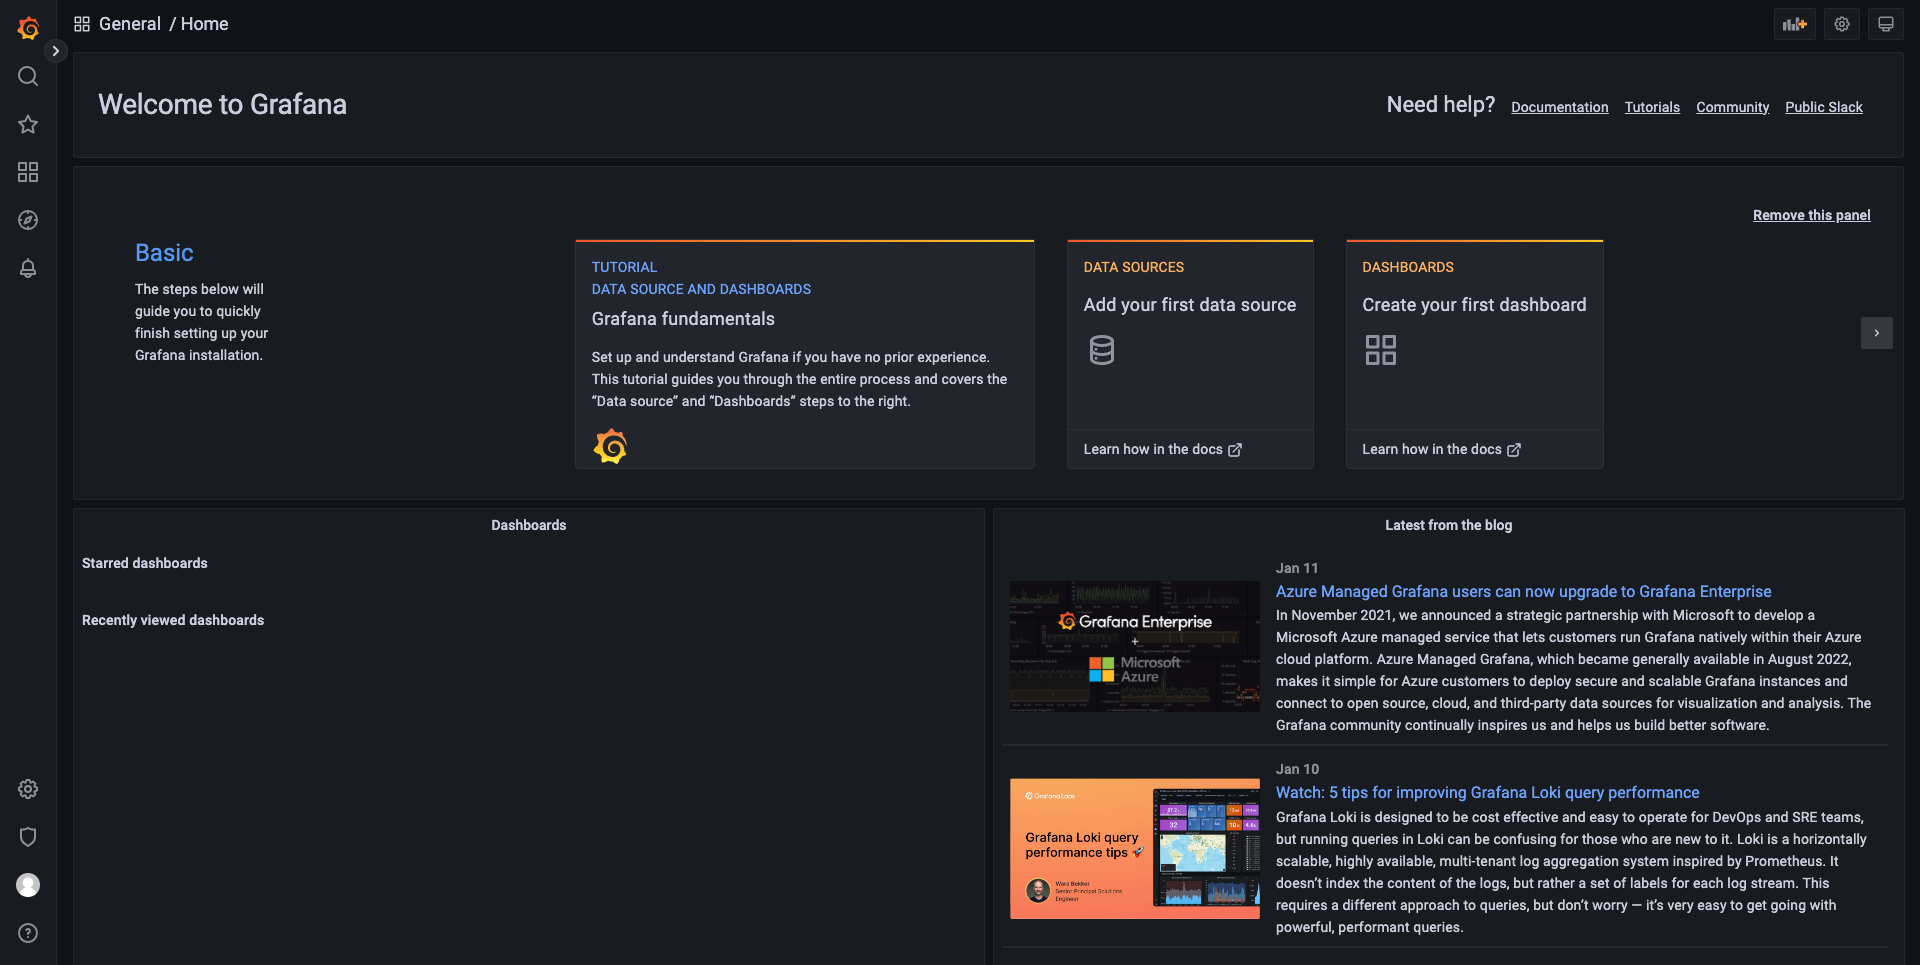 General / Home
Welcome to Grafana
Need help? Documentation Tutorials Community Public Slack
Remove this panel
Basic
The steps below will
guide you to quickly
finish setting up your
Grafana installation.
TUTORIAL
DATA SOURCE AND DASHBOARDS
Grafana fundamentals
Set up and understand Grafana if you have no prior experience.
This tutorial guides you through the entire process and covers the
“Data source” and “Dashboards” steps to the right.
DATA SOURCES
Add your first data source
Learn how in the docs
DASHBOARDS
Create your first dashboard
Learn how in the docs
Dashboards
Starred dashboards
Recently viewed dashboards
Latest from the blog
Grafana Enterprise
+
Microsoft
Azure
Jan 11
Azure Managed Grafana users can now upgrade to Grafana Enterprise
In November 2021, we announced a strategic partnership with Microsoft to develop a
Microsoft Azure managed service that lets customers run Grafana natively within their Azure
cloud platform. Azure Managed Grafana, which became generally available in August 2022,
makes it simple for Azure customers to deploy secure and scalable Grafana instances and
connect to open source, cloud, and third-party data sources for visualization and analysis. The
Grafana community continually inspires us and helps us build better software.
Grafana Labs
Grafana Loki query
performance tips 🚀
Ward Bekker
Senior Principal Solutions
Engineer
Jan 10
Watch: 5 tips for improving Grafana Loki query performance
Grafana Loki is designed to be cost effective and easy to operate for DevOps and SRE teams,
but running queries in Loki can be confusing for those who are new to it. Loki is a horizontally
scalable, highly available, multi-tenant log aggregation system inspired by Prometheus. It
doesn’t index the content of the logs, but rather a set of labels for each log stream. This
requires a different approach to queries, but don’t worry — it’s very easy to get going with
powerful, performant queries.